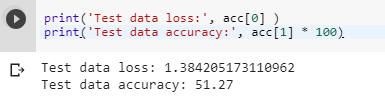 print('Test data loss:', acc[0] )
print('Test data accuracy:', acc[1] * 100)
Test data loss: 1.384205173110962
Test data accuracy: 51.27